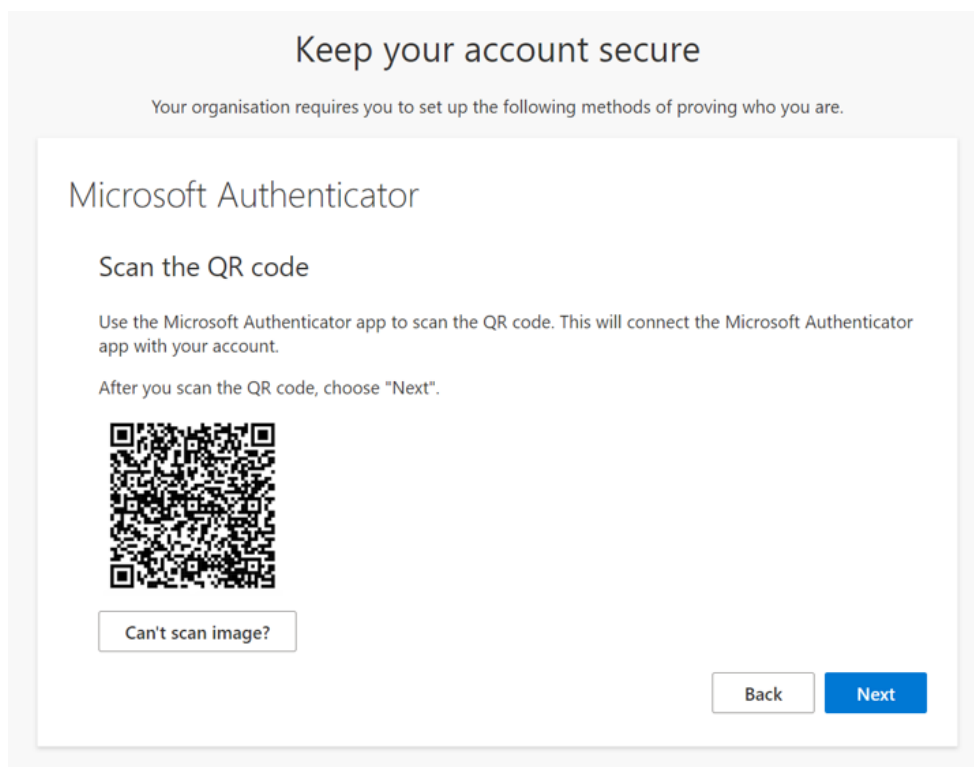 Keep your account secure
Your organisation requires you to set up the following methods of proving who you are.
Microsoft Authenticator
Scan the QR code
Use the Microsoft Authenticator app to scan the QR code. This will connect the Microsoft Authenticator
app with your account.
After you scan the QR code, choose "Next".
Can't scan image?
Back
Next